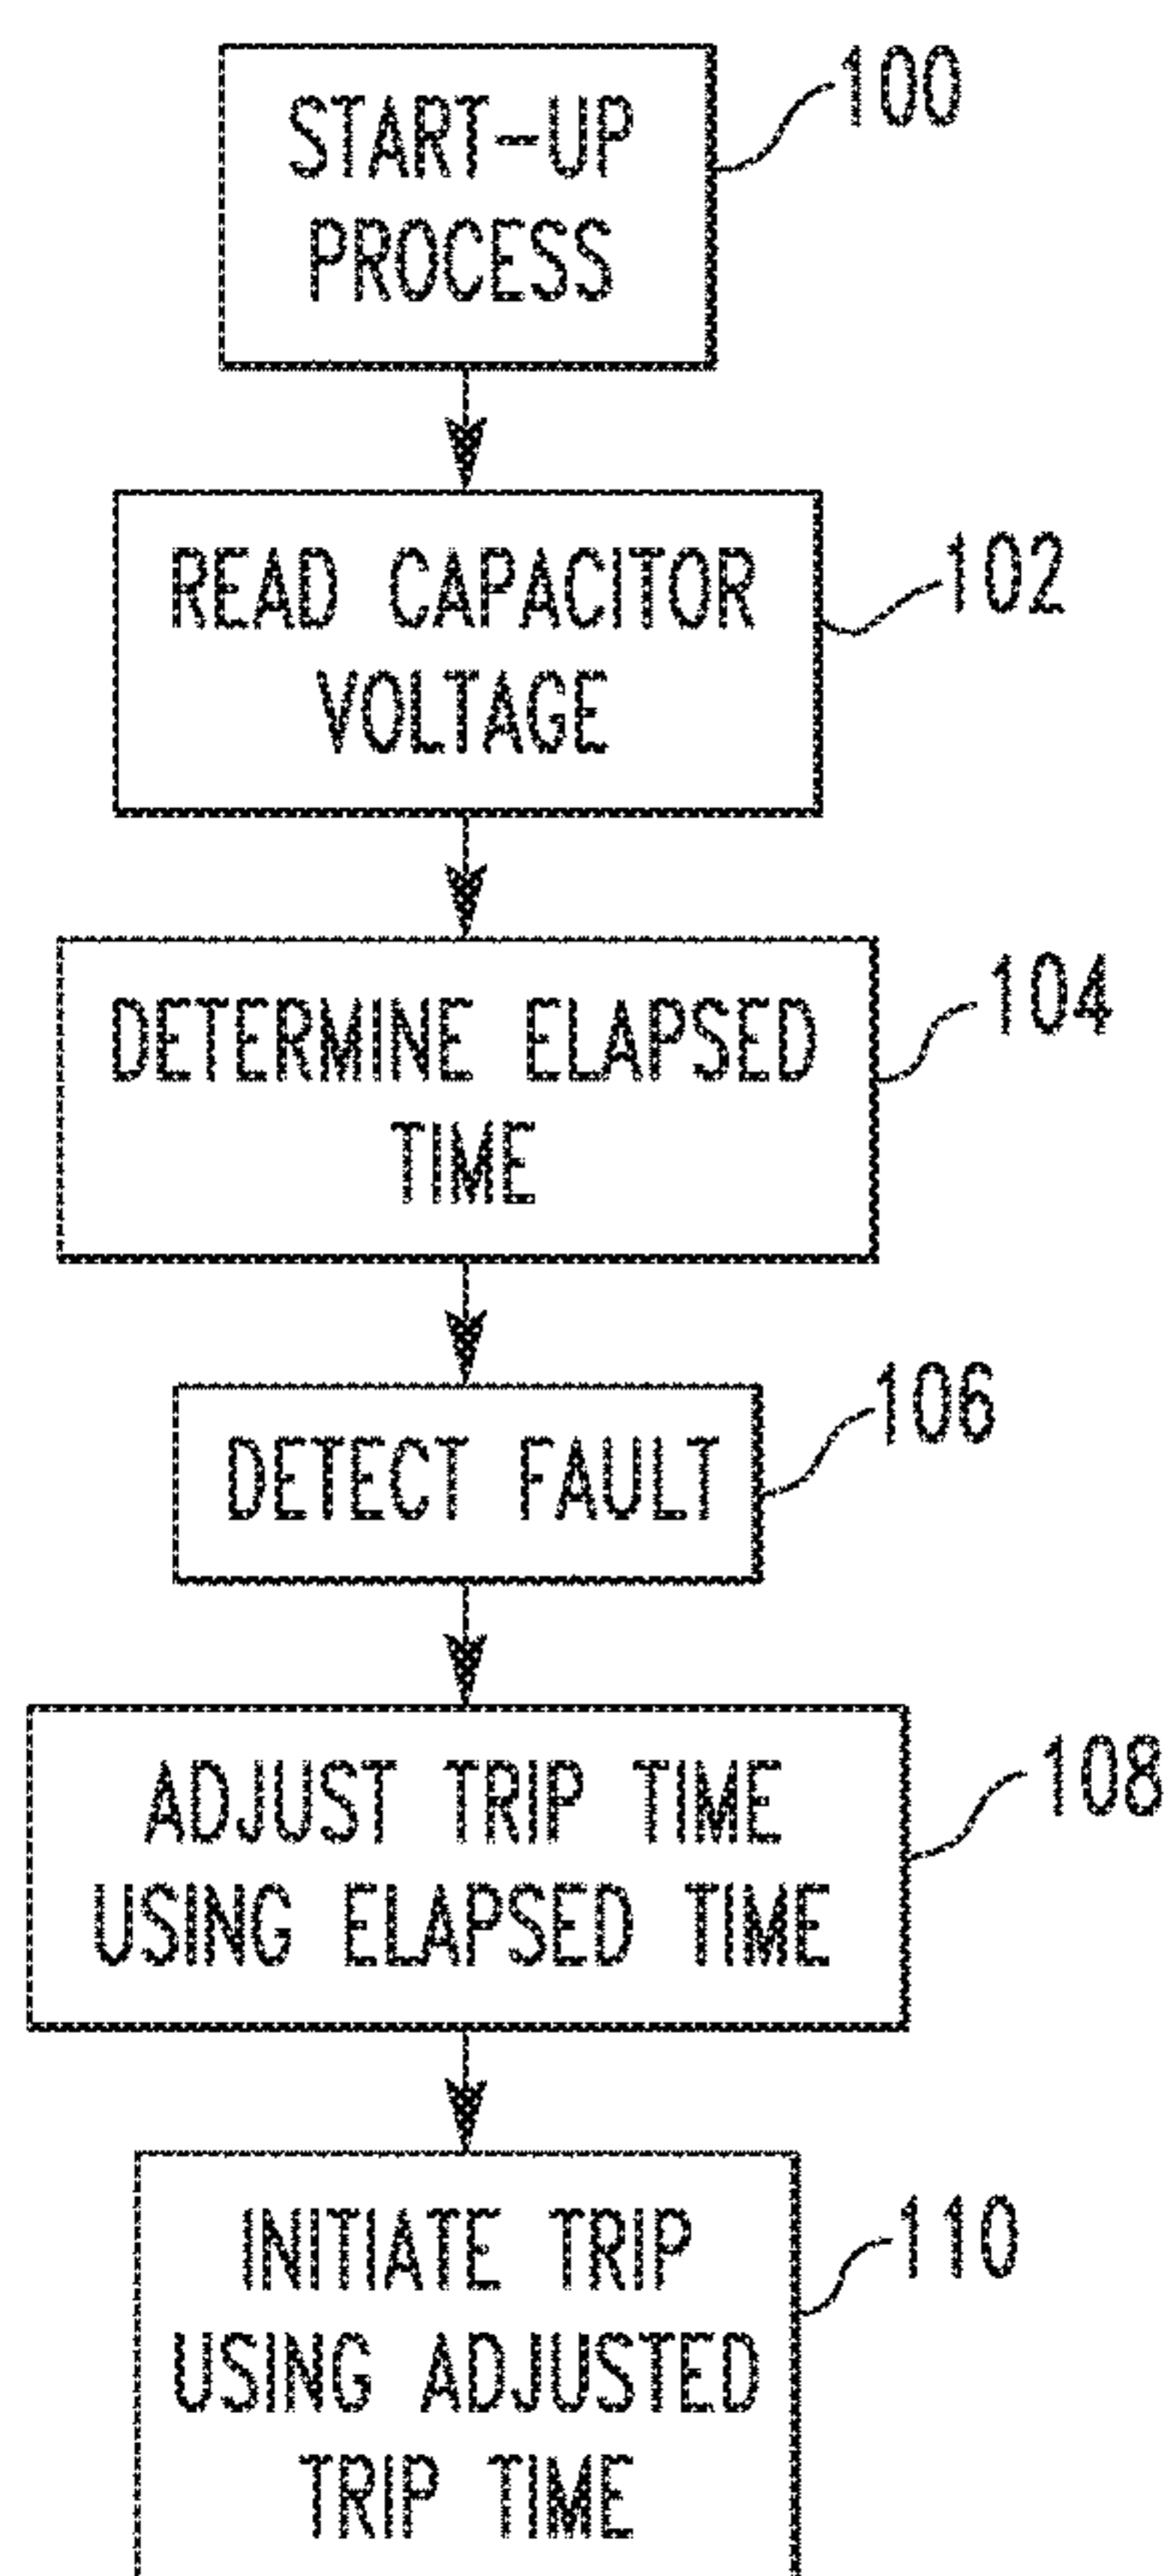 START-UP
PROCESS
100
READ CAPACITOR
VOLTAGE
102
DETERMINE ELAPSED
TIME
104
DETECT FAULT
106
ADJUST TRIP TIME
USING ELAPSED TIME
108
INITIATE TRIP
USING ADJUSTED
TRIP TIME
110